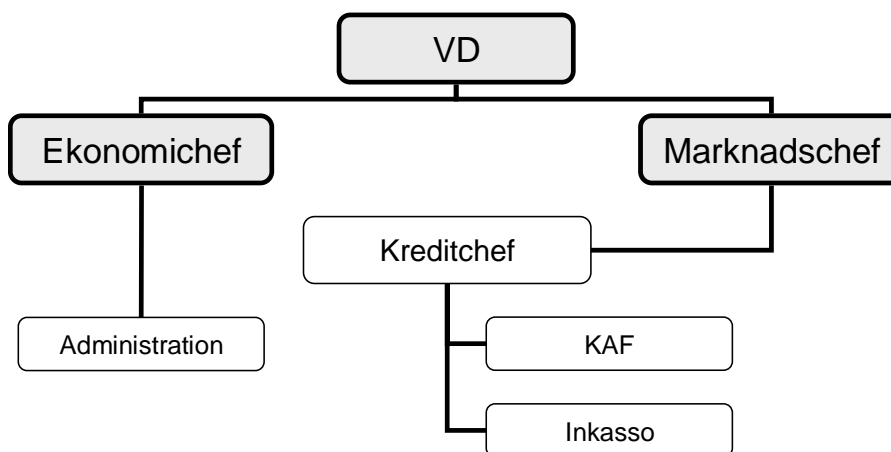 VD
Ekonomichef
Marknadschef
Kreditchef
Administration
KAF
Inkasso